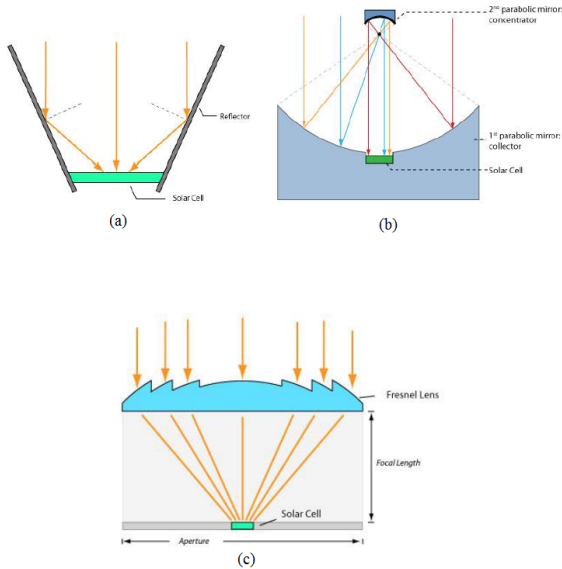 Reflector
Solar Cell
(a)
2nd parabolic mirror:
concentrator
1st parabolic mirror:
collector
Solar Cell
(b)
Fresnel Lens
Focal Length
Solar Cell
Aperture
(c)